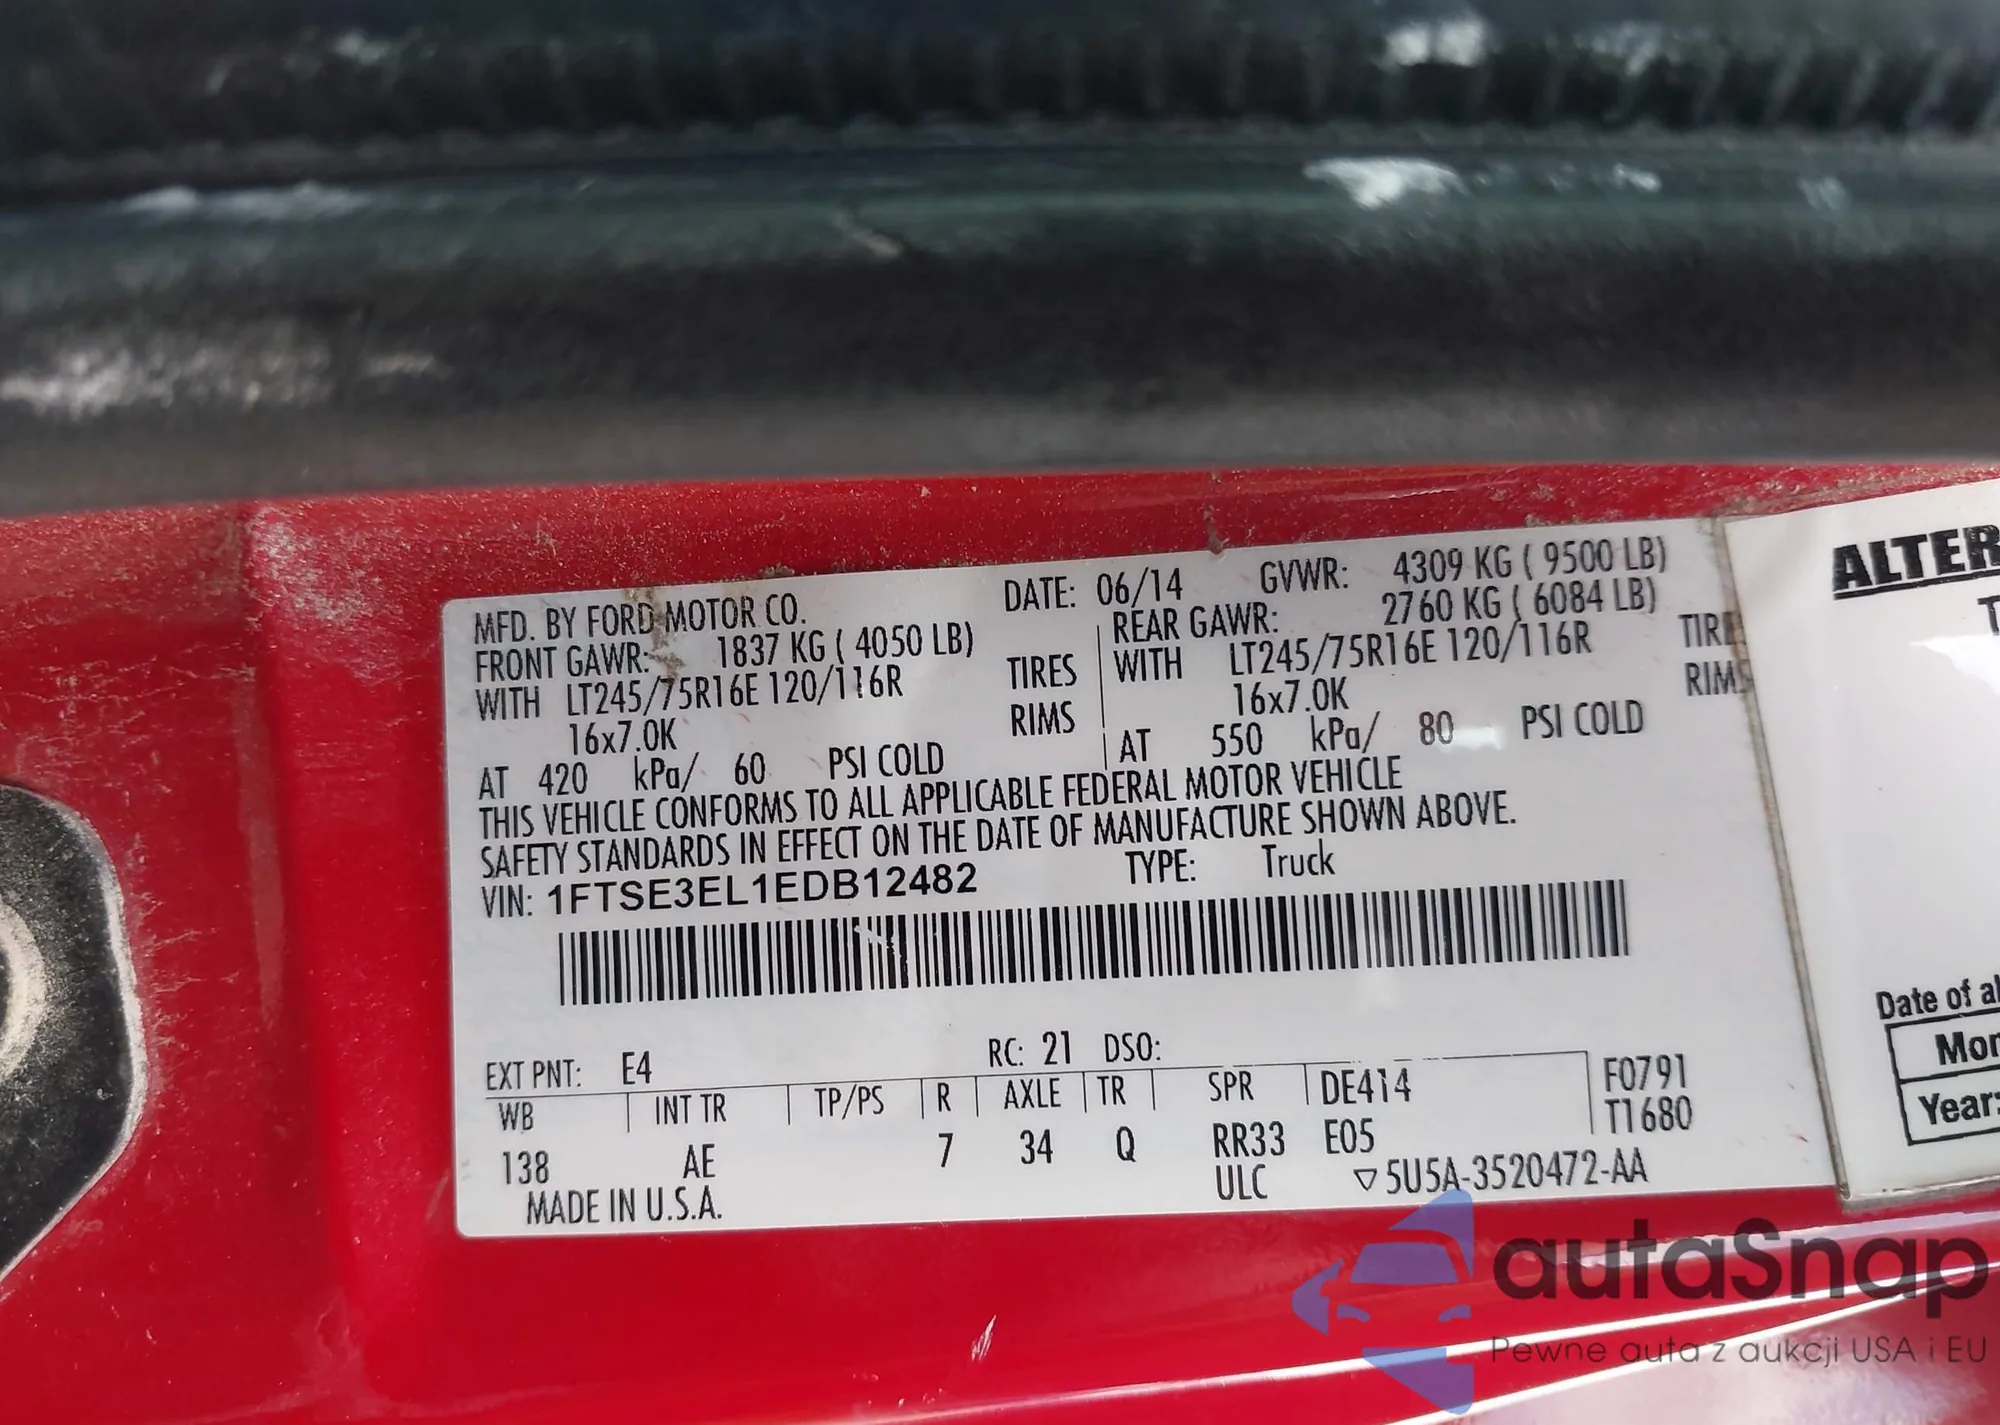 MFD. BY FORD MOTOR CO. DATE: 06/14 GVWR: 4309 KG ( 9500 LB)
FRONT GAWR: 1837 KG ( 4050 LB) REAR GAWR: 2760 KG ( 6084 LB)
WITH LT245/75R16E 120/116R TIRES WITH LT245/75R16E 120/116R TIRE
16x7.0K RIMS 16x7.0K RIMS
AT 420 kPa/ 60 PSI COLD AT 550 kPa/ 80 PSI COLD
THIS VEHICLE CONFORMS TO ALL APPLICABLE FEDERAL MOTOR VEHICLE
SAFETY STANDARDS IN EFFECT ON THE DATE OF MANUFACTURE SHOWN ABOVE.
VIN: 1FTSE3EL1EDB12482 TYPE: Truck
EXT PNT: E4 RC: 21 DSO:
WB INT TR TP/PS R AXLE TR SPR DE414 F0791
T1680
138 AE 7 34 Q RR33 E05
ULC ▽5U5A-3520472-AA
MADE IN U.S.A.
ALTER
T
Date of al
Mon
Years
autaSnap
Pewne auta z aukcji USA i EU